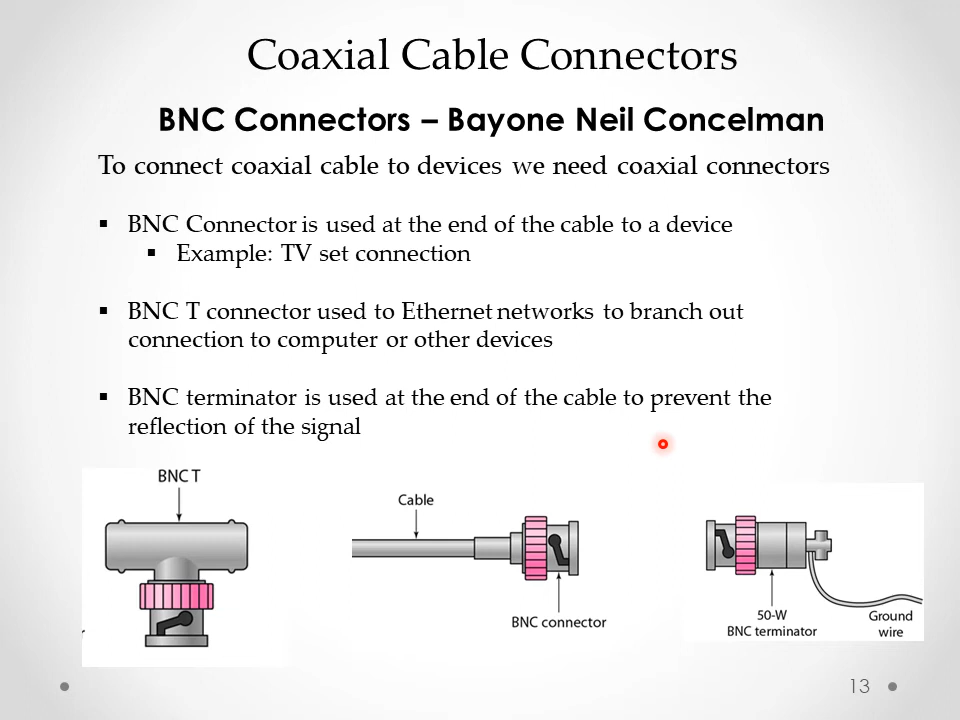 Coaxial Cable Connectors
BNC Connectors – Bayone Neil Concelman
To connect coaxial cable to devices we need coaxial connectors
▪ BNC Connector is used at the end of the cable to a device
▪ Example: TV set connection
▪ BNC T connector used to Ethernet networks to branch out
connection to computer or other devices
▪ BNC terminator is used at the end of the cable to prevent the
reflection of the signal
BNC T
Cable
BNC connector
50-W
BNC terminator
Ground
wire
13